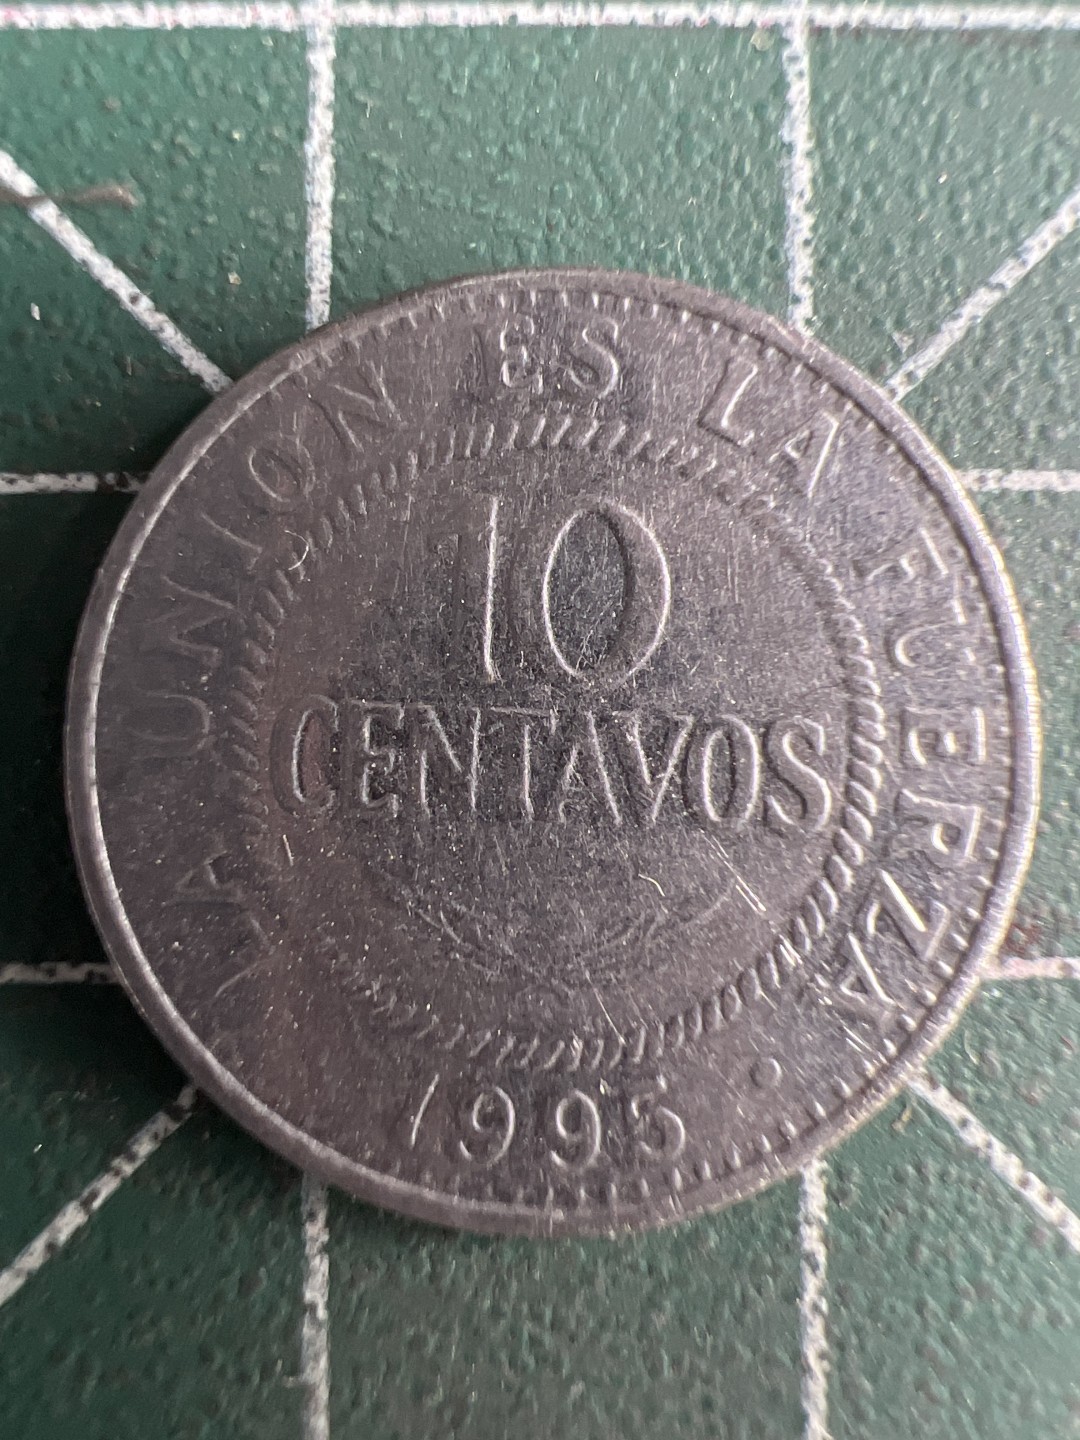 LA UNION ES LA FUERZA
10
CENTAVOS
1995